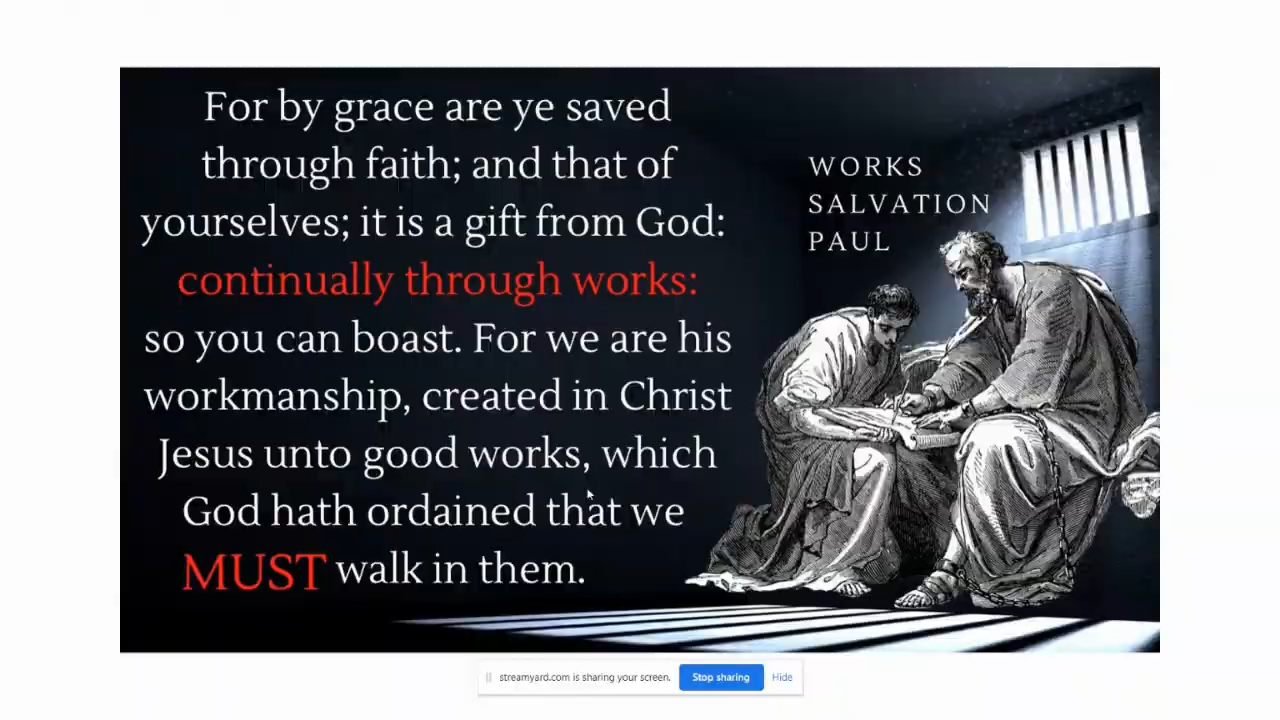 For by grace are ye saved
through faith; and that of
yourselves; it is a gift from God:
continually through works:
so you can boast. For we are his
workmanship, created in Christ
Jesus unto good works, which
God hath ordained that we
MUST walk in them.
WORKS
SALVATION
PAUL
streamyard.com is sharing your screen.
Stop sharing
Hide